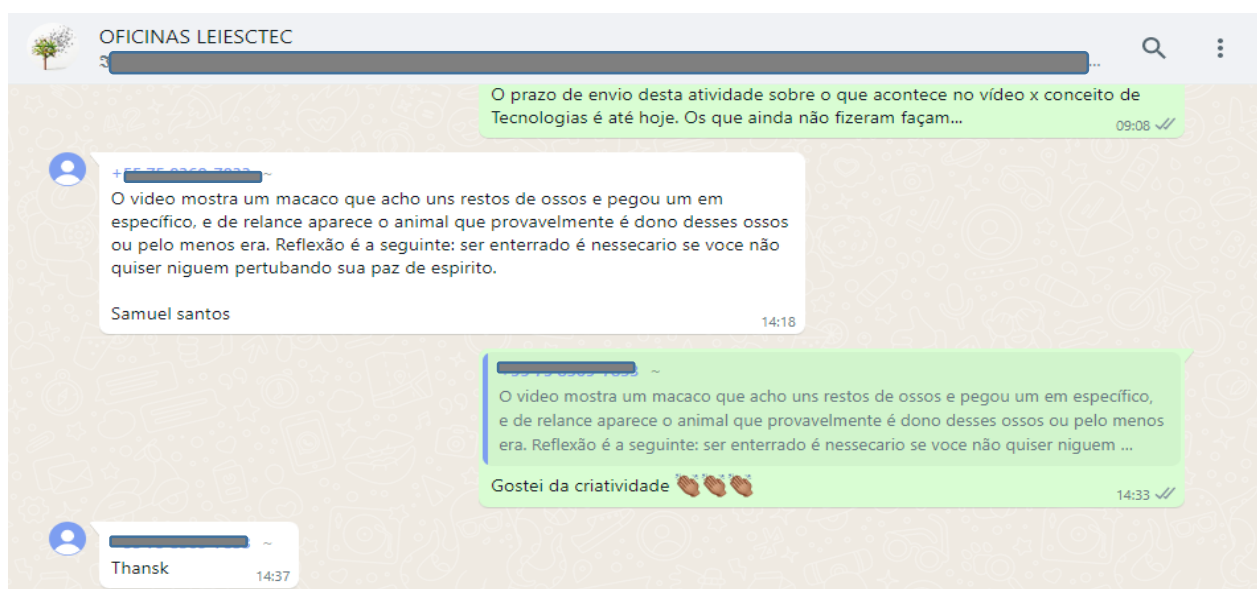 OFICINAS LEIESCTEC
O prazo de envio desta atividade sobre o que acontece no vídeo x conceito de
Tecnologias é até hoje. Os que ainda não fizeram façam...
09:08
~
O video mostra um macaco que acho uns restos de ossos e pegou um em
específico, e de relance aparece o animal que provavelmente é dono desses ossos
ou pelo menos era. Reflexão é a seguinte: ser enterrado é nessecario se voce não
quiser niguem pertubando sua paz de espirito.
Samuel santos
14:18
~
O video mostra um macaco que acho uns restos de ossos e pegou um em específico,
e de relance aparece o animal que provavelmente é dono desses ossos ou pelo menos
era. Reflexão é a seguinte: ser enterrado é nessecario se voce não quiser niguem ...
Gostei da criatividade 👏🏽👏🏽👏🏽
14:33
~
Thansk
14:37